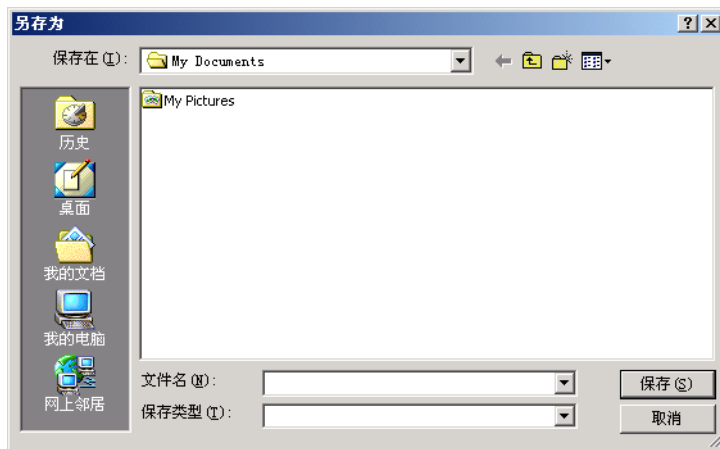 另存为
保存在(I):
My Documents
My Pictures
历史
桌面
我的文档
我的电脑
网上邻居
文件名(N):
保存(S)
保存类型(T):
取消